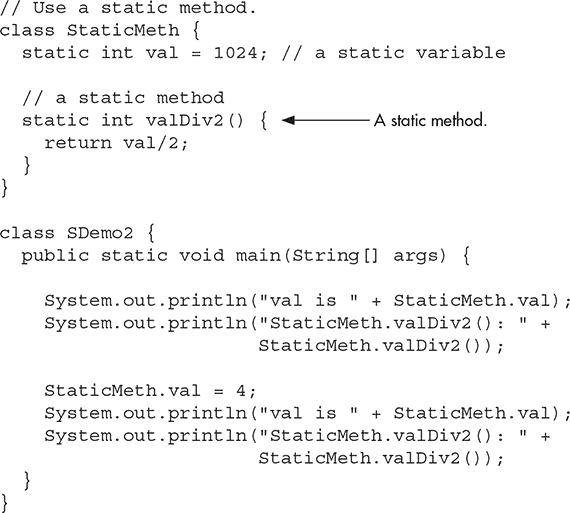 // Use a static method.
class StaticMeth {
  static int val = 1024; // a static variable

  // a static method
  static int valDiv2() {    A static method.
    return val/2;
  }
}

class SDemo2 {
  public static void main(String[] args) {

    System.out.println("val is " + StaticMeth.val);
    System.out.println("StaticMeth.valDiv2(): " +
                       StaticMeth.valDiv2());

    StaticMeth.val = 4;
    System.out.println("val is " + StaticMeth.val);
    System.out.println("StaticMeth.valDiv2(): " +
                       StaticMeth.valDiv2());
  }
}